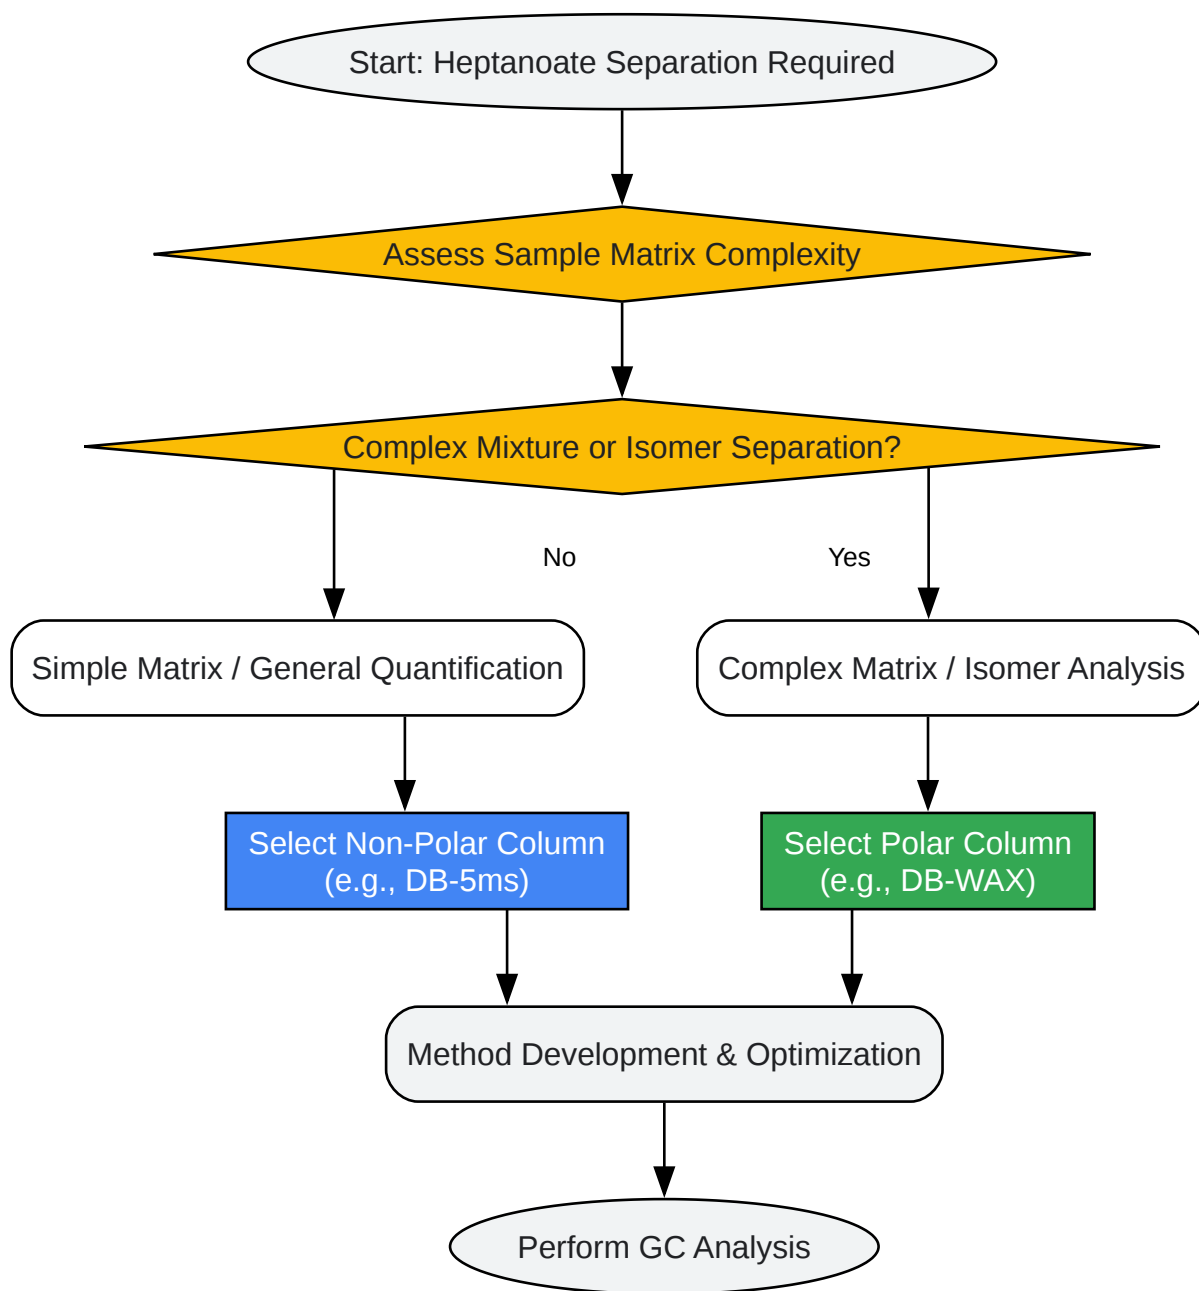 Start: Heptanoate Separation Required
Assess Sample Matrix Complexity
Complex Mixture or Isomer Separation?
No
Yes
Simple Matrix / General Quantification
Complex Matrix / Isomer Analysis
Select Non-Polar Column
(e.g., DB-5ms)
Select Polar Column
(e.g., DB-WAX)
Method Development & Optimization
Perform GC Analysis